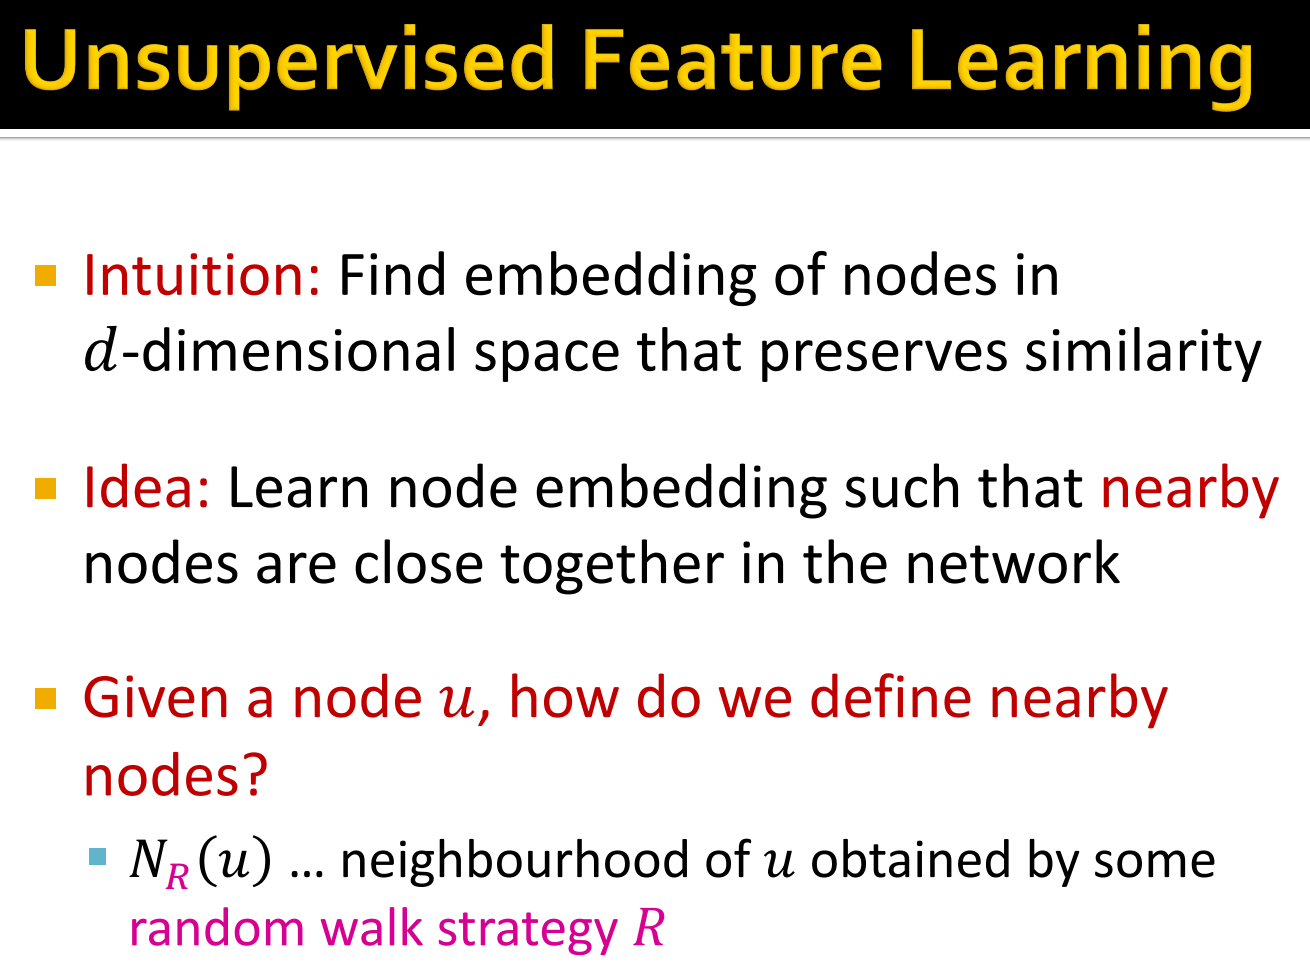 Unsupervised Feature Learning
Intuition: Find embedding of nodes in
𝑑-dimensional space that preserves similarity
Idea: Learn node embedding such that nearby
nodes are close together in the network
Given a node 𝑢, how do we define nearby
nodes?
𝑁𝑅(𝑢) … neighbourhood of 𝑢 obtained by some
random walk strategy 𝑅